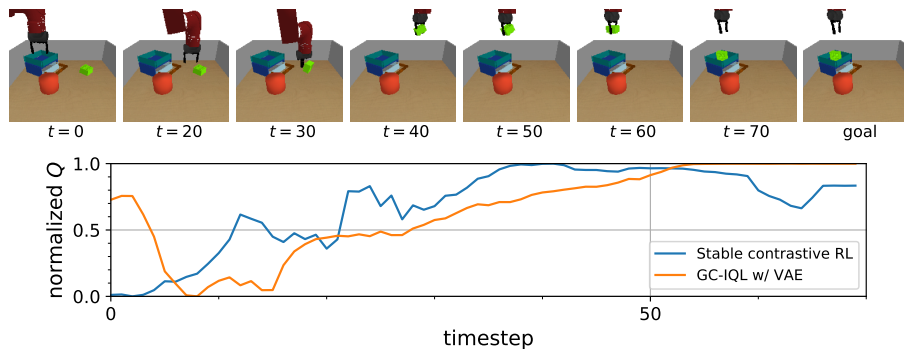 t = 0
t = 20
t = 30
t = 40
t = 50
t = 60
t = 70
goal
normalized Q
1.0
0.5
0.0
Stable contrastive RL
GC-IQL w/ VAE
0
50
timestep